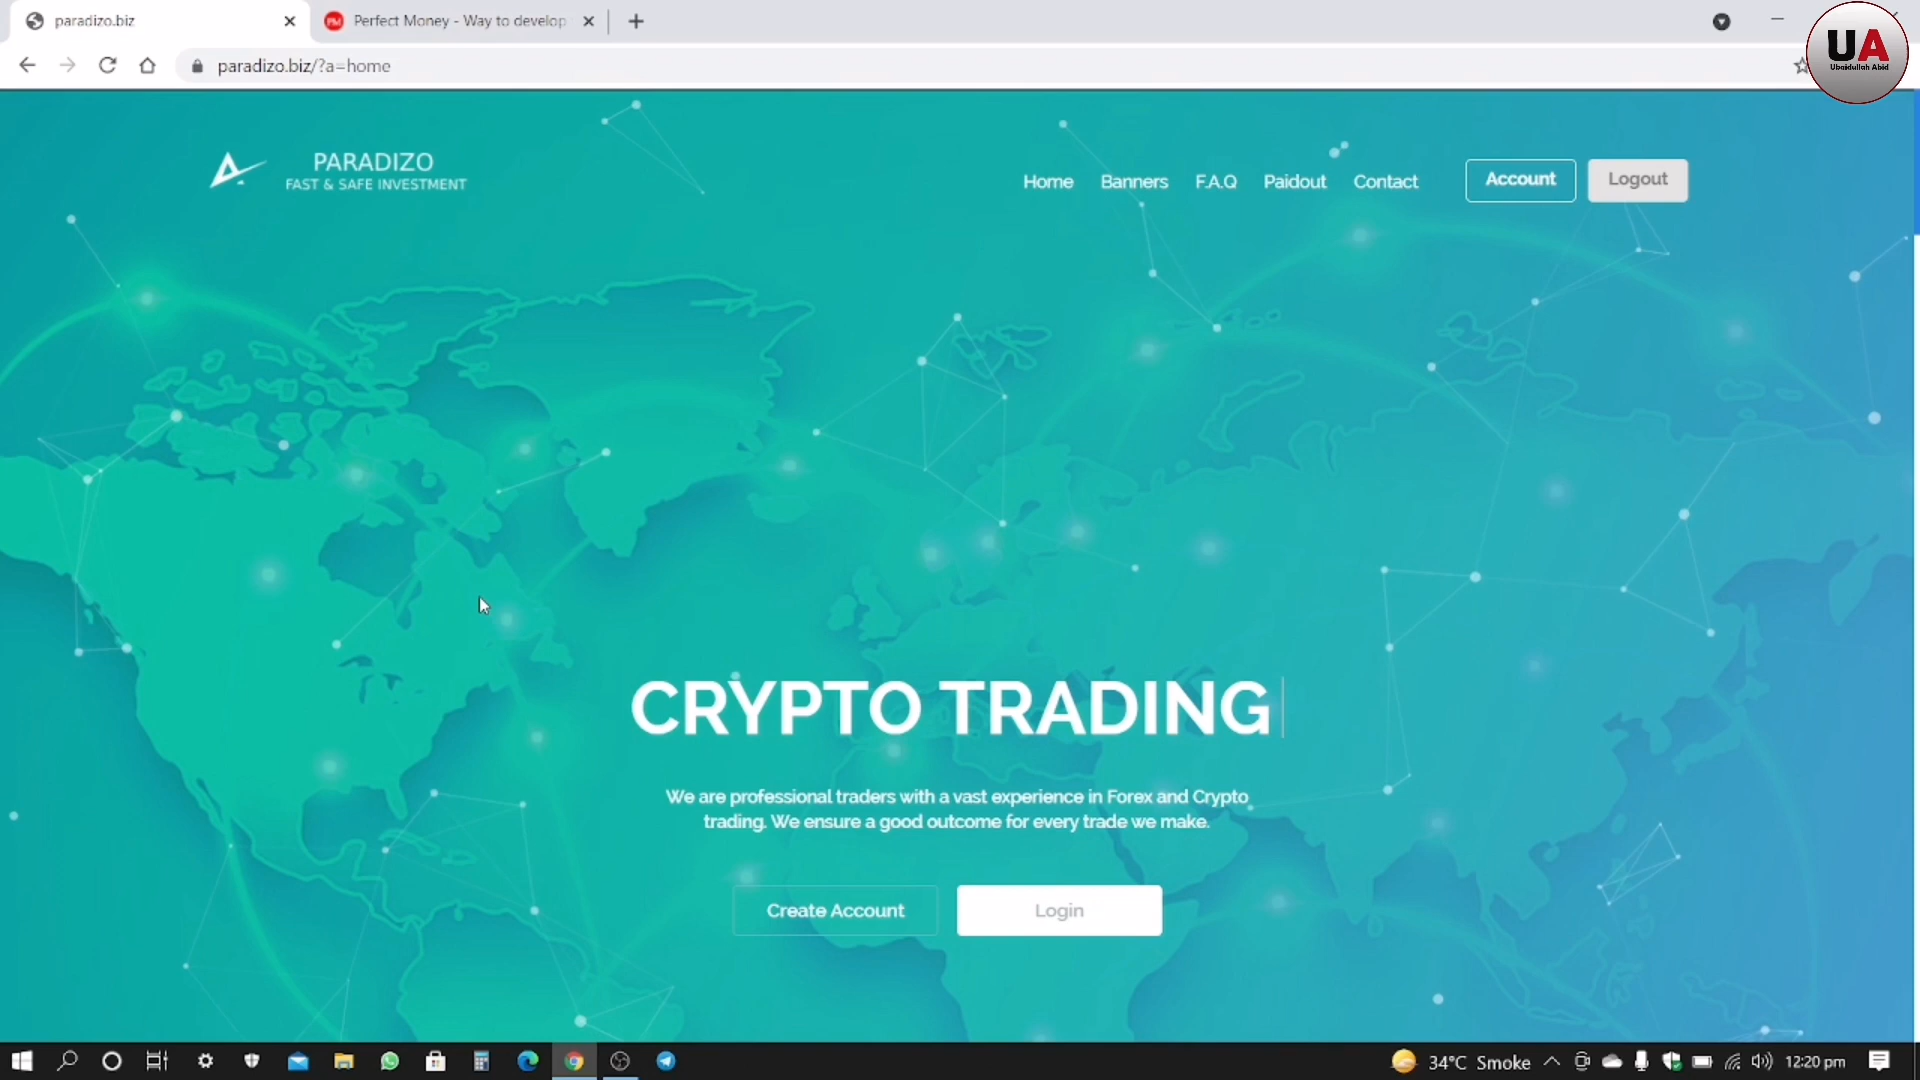 paradizo.biz
Perfect Money - Way to develop
paradizo.biz/?a=home
UA
Ubaidullah Abid
PARADIZO
FAST & SAFE INVESTMENT
Home
Banners
F.A.Q
Paidout
Contact
Account
Logout
CRYPTO TRADING
We are professional traders with a vast experience in Forex and Crypto
trading. We ensure a good outcome for every trade we make.
Create Account
Login
34°C Smoke
12:20 pm